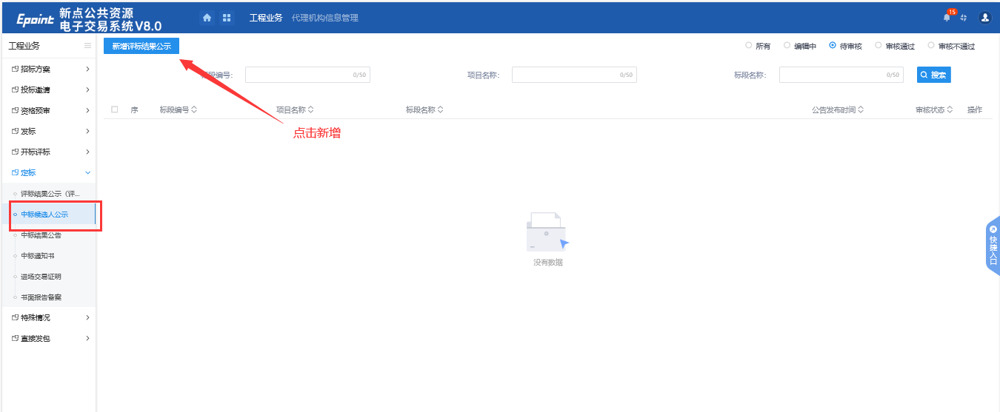 Epoint 新点公共资源
电子交易系统V8.0
工程业务 代理机构信息管理
15
工程业务
新增评标结果公示
所有 编辑中 待审核 审核通过 审核不通过
招标方案
投标邀请
资格预审
发标
开标评标
定标
评标结果公示（评...
中标候选人公示
中标结果公告
中标通知书
进场交易证明
书面报告备案
特殊情况
直接发包
标段编号： 0/50 项目名称： 0/50 标段名称： 0/50 搜索
序 标段编号 项目名称 标段名称 公告发布时间 审核状态 操作
点击新增
没有数据
快捷入口